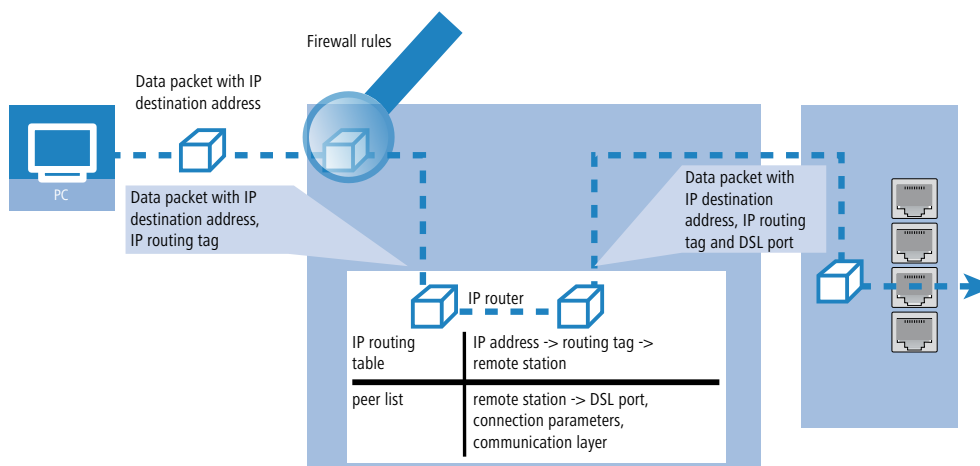 Firewall rules
Data packet with IP
destination address
PC
Data packet with IP
destination address,
IP routing tag
Data packet with
IP destination
address, IP routing
tag and DSL port
IP router
IP routing
table
IP address -> routing tag ->
remote station
peer list
remote station -> DSL port,
connection parameters,
communication layer